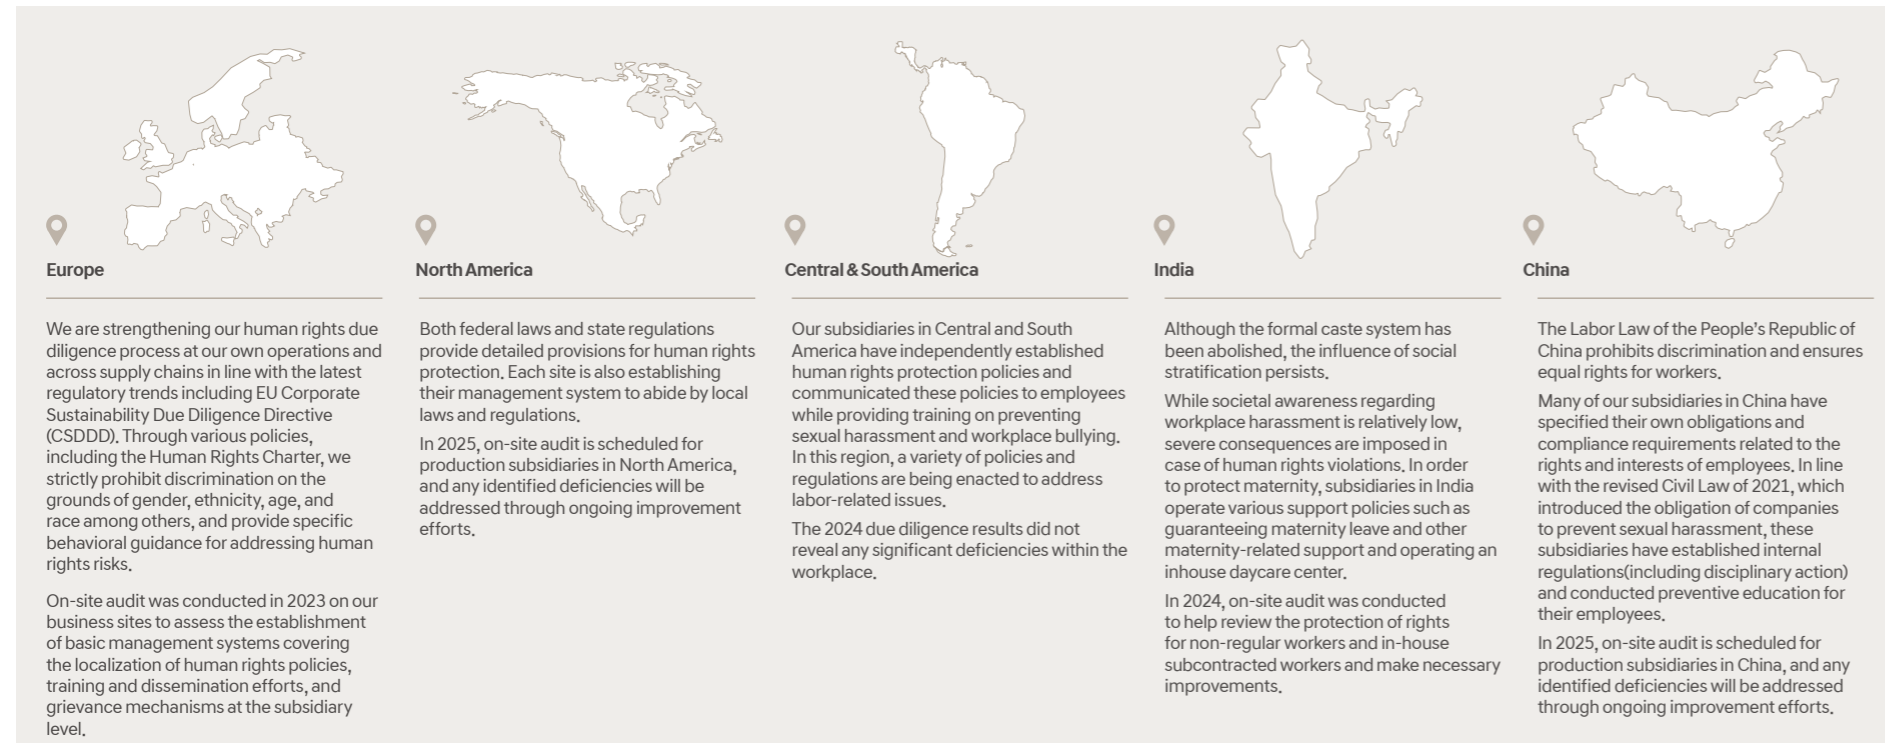 Europe
We are strengthening our human rights due
diligence process at our own operations and
across supply chains in line with the latest
regulatory trends including EU Corporate
Sustainability Due Diligence Directive
(CSDDD). Through various policies,
including the Human Rights Charter, we
strictly prohibit discrimination on the
grounds of gender, ethnicity, age, and
race among others, and provide specific
behavioral guidance for addressing human
rights risks.
On-site audit was conducted in 2023 on our
business sites to assess the establishment
of basic management systems covering
the localization of human rights policies,
training and dissemination efforts, and
grievance mechanisms at the subsidiary
level.
North America
Both federal laws and state regulations
provide detailed provisions for human rights
protection. Each site is also establishing
their management system to abide by local
laws and regulations.
In 2025, on-site audit is scheduled for
production subsidiaries in North America,
and any identified deficiencies will be
addressed through ongoing improvement
efforts.
Central & South America
Our subsidiaries in Central and South
America have independently established
human rights protection policies and
communicated these policies to employees
while providing training on preventing
sexual harassment and workplace bullying.
In this region, a variety of policies and
regulations are being enacted to address
labor-related issues.
The 2024 due diligence results did not
reveal any significant deficiencies within the
workplace.
India
Although the formal caste system has
been abolished, the influence of social
stratification persists.
While societal awareness regarding
workplace harassment is relatively low,
severe consequences are imposed in
case of human rights violations. In order
to protect maternity, subsidiaries in India
operate various support policies such as
guaranteeing maternity leave and other
maternity-related support and operating an
inhouse daycare center.
In 2024, on-site audit was conducted
to help review the protection of rights
for non-regular workers and in-house
subcontracted workers and make necessary
improvements.
China
The Labor Law of the People's Republic of
China prohibits discrimination and ensures
equal rights for workers.
Many of our subsidiaries in China have
specified their own obligations and
compliance requirements related to the
rights and interests of employees. In line
with the revised Civil Law of 2021, which
introduced the obligation of companies
to prevent sexual harassment, these
subsidiaries have established internal
regulations(including disciplinary action)
and conducted preventive education for
their employees.
In 2025, on-site audit is scheduled for
production subsidiaries in China, and any
identified deficiencies will be addressed
through ongoing improvement efforts.